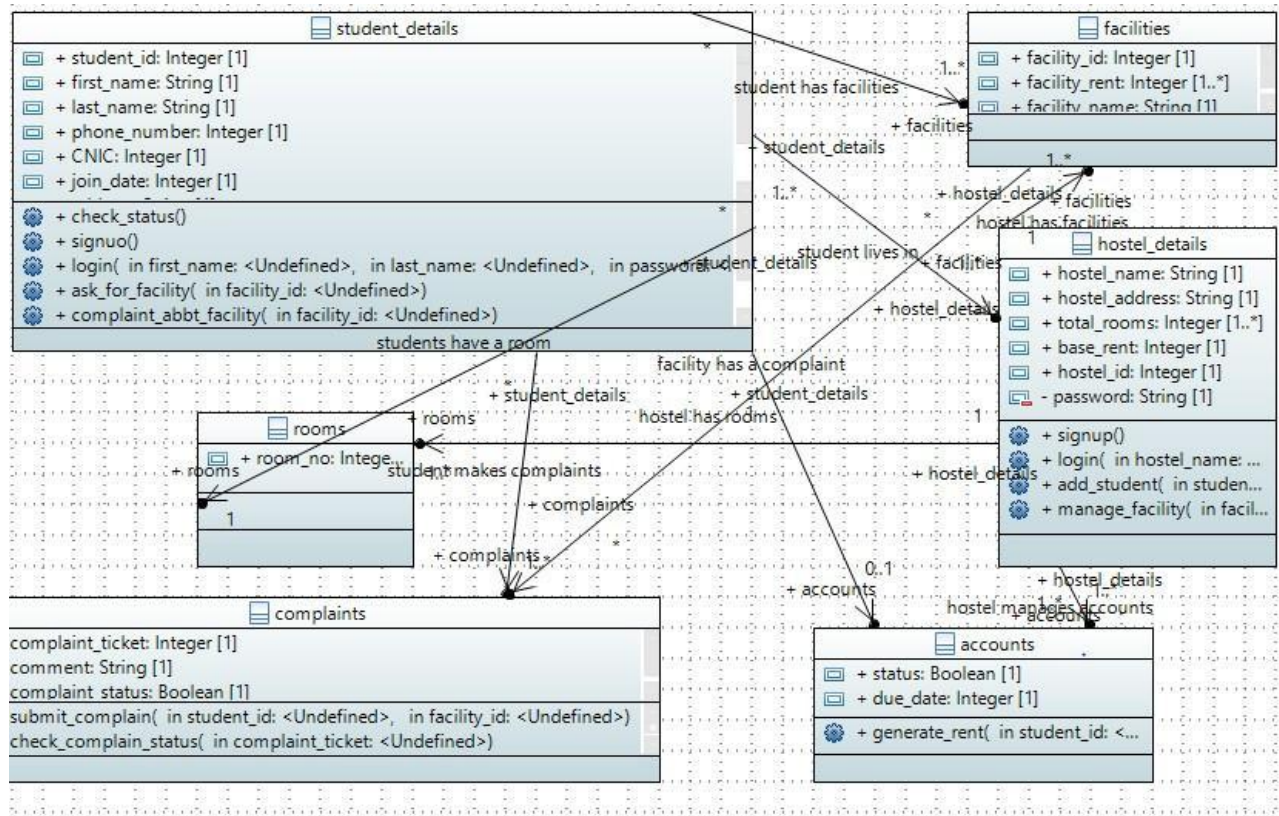 student_details
+ student_id: Integer [1]
+ first_name: String [1]
+ last_name: String [1]
+ phone_number: Integer [1]
+ CNIC: Integer [1]
+ join_date: Integer [1]
+ check_status()
+ signuo()
+ login( in first_name: <Undefined>, in last_name: <Undefined>, in password: <
+ ask_for_facility( in facility_id: <Undefined>)
+ complaint_abbt_facility( in facility_id: <Undefined>)
students have a room
facilities
+ facility_id: Integer [1]
+ facility_rent: Integer [1..*]
+ facility_name: String [1]
*
1..*
student has facilities
+ facilities
+ student_details
1..*
1..*
+ hostel_details
+ facilities
*
*
hostel has facilities
1
student lives in
+ student_details
+ facilities
+ hostel_details
hostel_details
+ hostel_name: String [1]
+ hostel_address: String [1]
+ total_rooms: Integer [1..*]
+ base_rent: Integer [1]
+ hostel_id: Integer [1]
- password: String [1]
+ signup()
+ login( in hostel_name: ...
+ add_student( in studen...
+ manage_facility( in facil...
facility has a complaint
*
+ student_details
+ student_details
+ rooms
hostel has rooms
1
1
rooms
+ room_no: Intege...
+ rooms
student makes complaints
+ hostel_details
1
+ complaints
*
+ complaints
1..*
0..1
+ accounts
+ hostel_details
1..*
hostel manages accounts
1..*
+ accounts
complaints
complaint_ticket: Integer [1]
comment: String [1]
complaint_status: Boolean [1]
submit_complain( in student_id: <Undefined>, in facility_id: <Undefined>)
check_complain_status( in complaint_ticket: <Undefined>)
accounts
+ status: Boolean [1]
+ due_date: Integer [1]
+ generate_rent( in student_id: <...